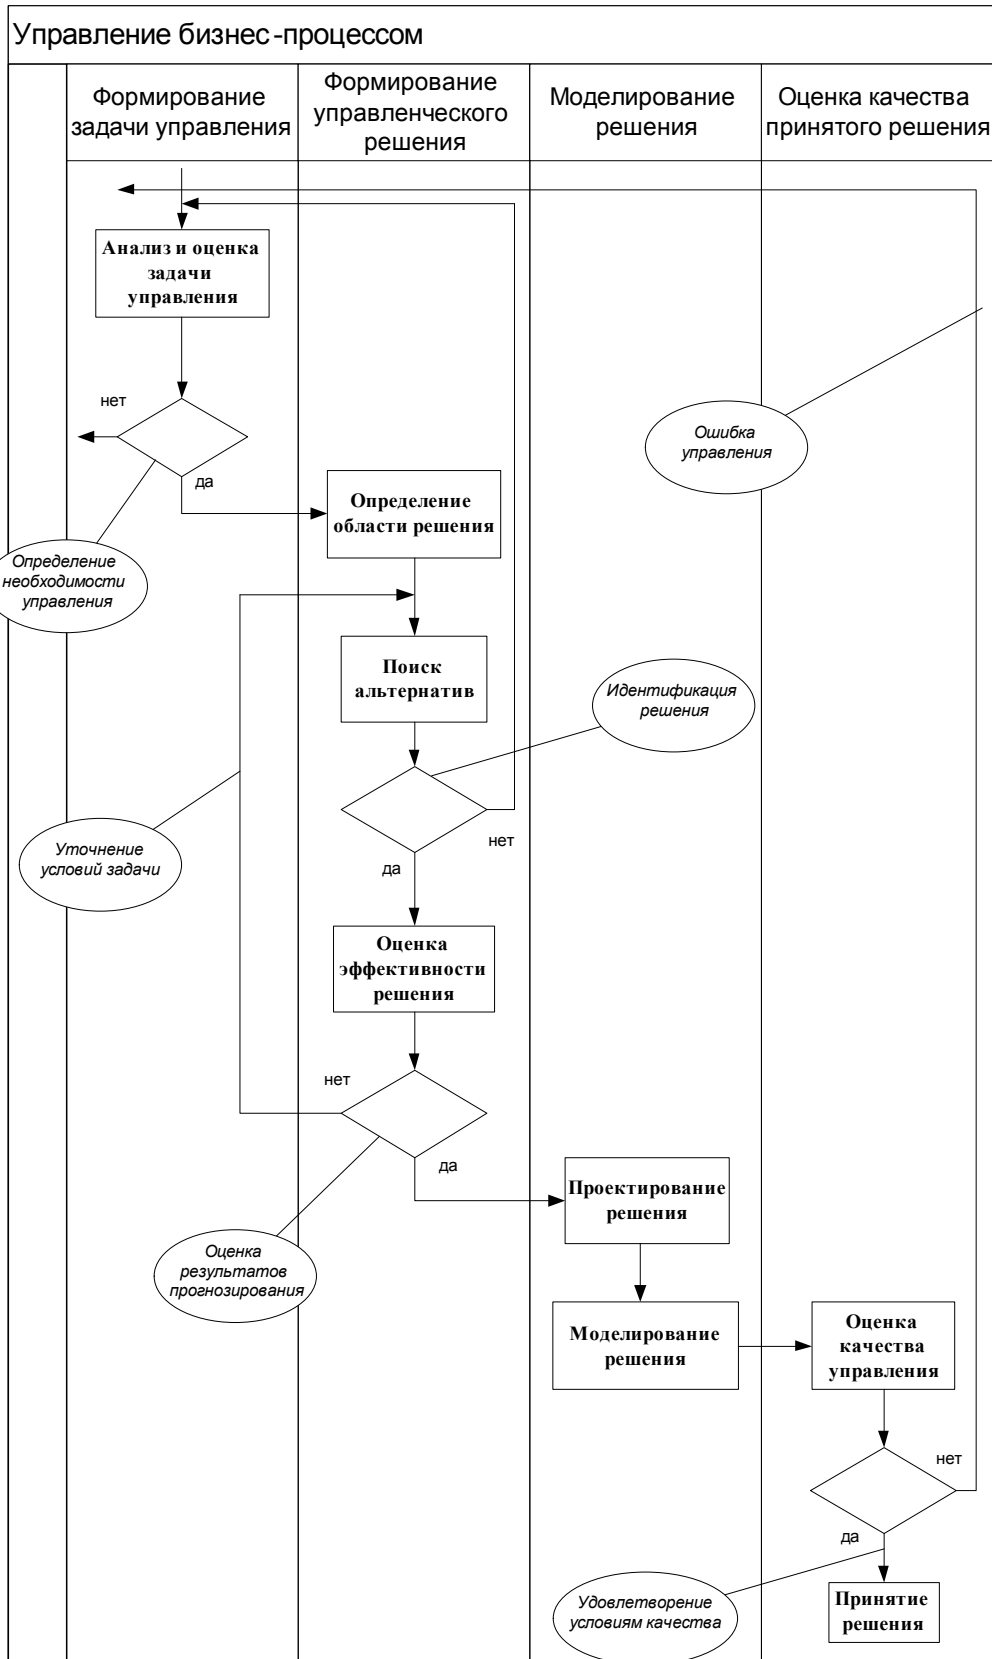 Управление бизнес-процессом
Формирование
задачи управления
Формирование
управленческого
решения
Моделирование
решения
Оценка качества
принятого решения
Анализ и оценка
задачи
управления
нет
да
Ошибка
управления
Определение
области решения
Определение
необходимости
управления
Поиск
альтернатив
Идентификация
решения
Уточнение
условий задачи
нет
да
Оценка
эффективности
решения
нет
да
Проектирование
решения
Оценка
результатов
прогнозирования
Моделирование
решения
Оценка
качества
управления
нет
да
Удовлетворение
условиям качества
Принятие
решения